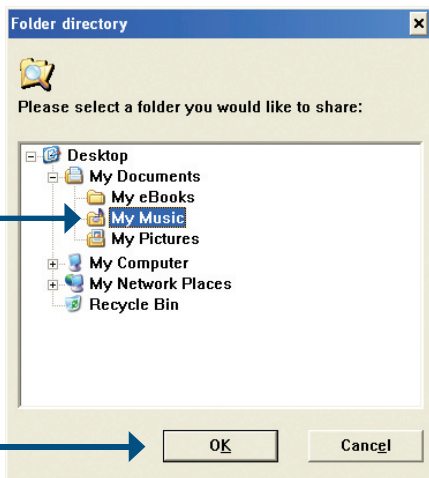 Folder directory
Please select a folder you would like to share:
Desktop
My Documents
My eBooks
My Music
My Pictures
My Computer
My Network Places
Recycle Bin
OK Cancel